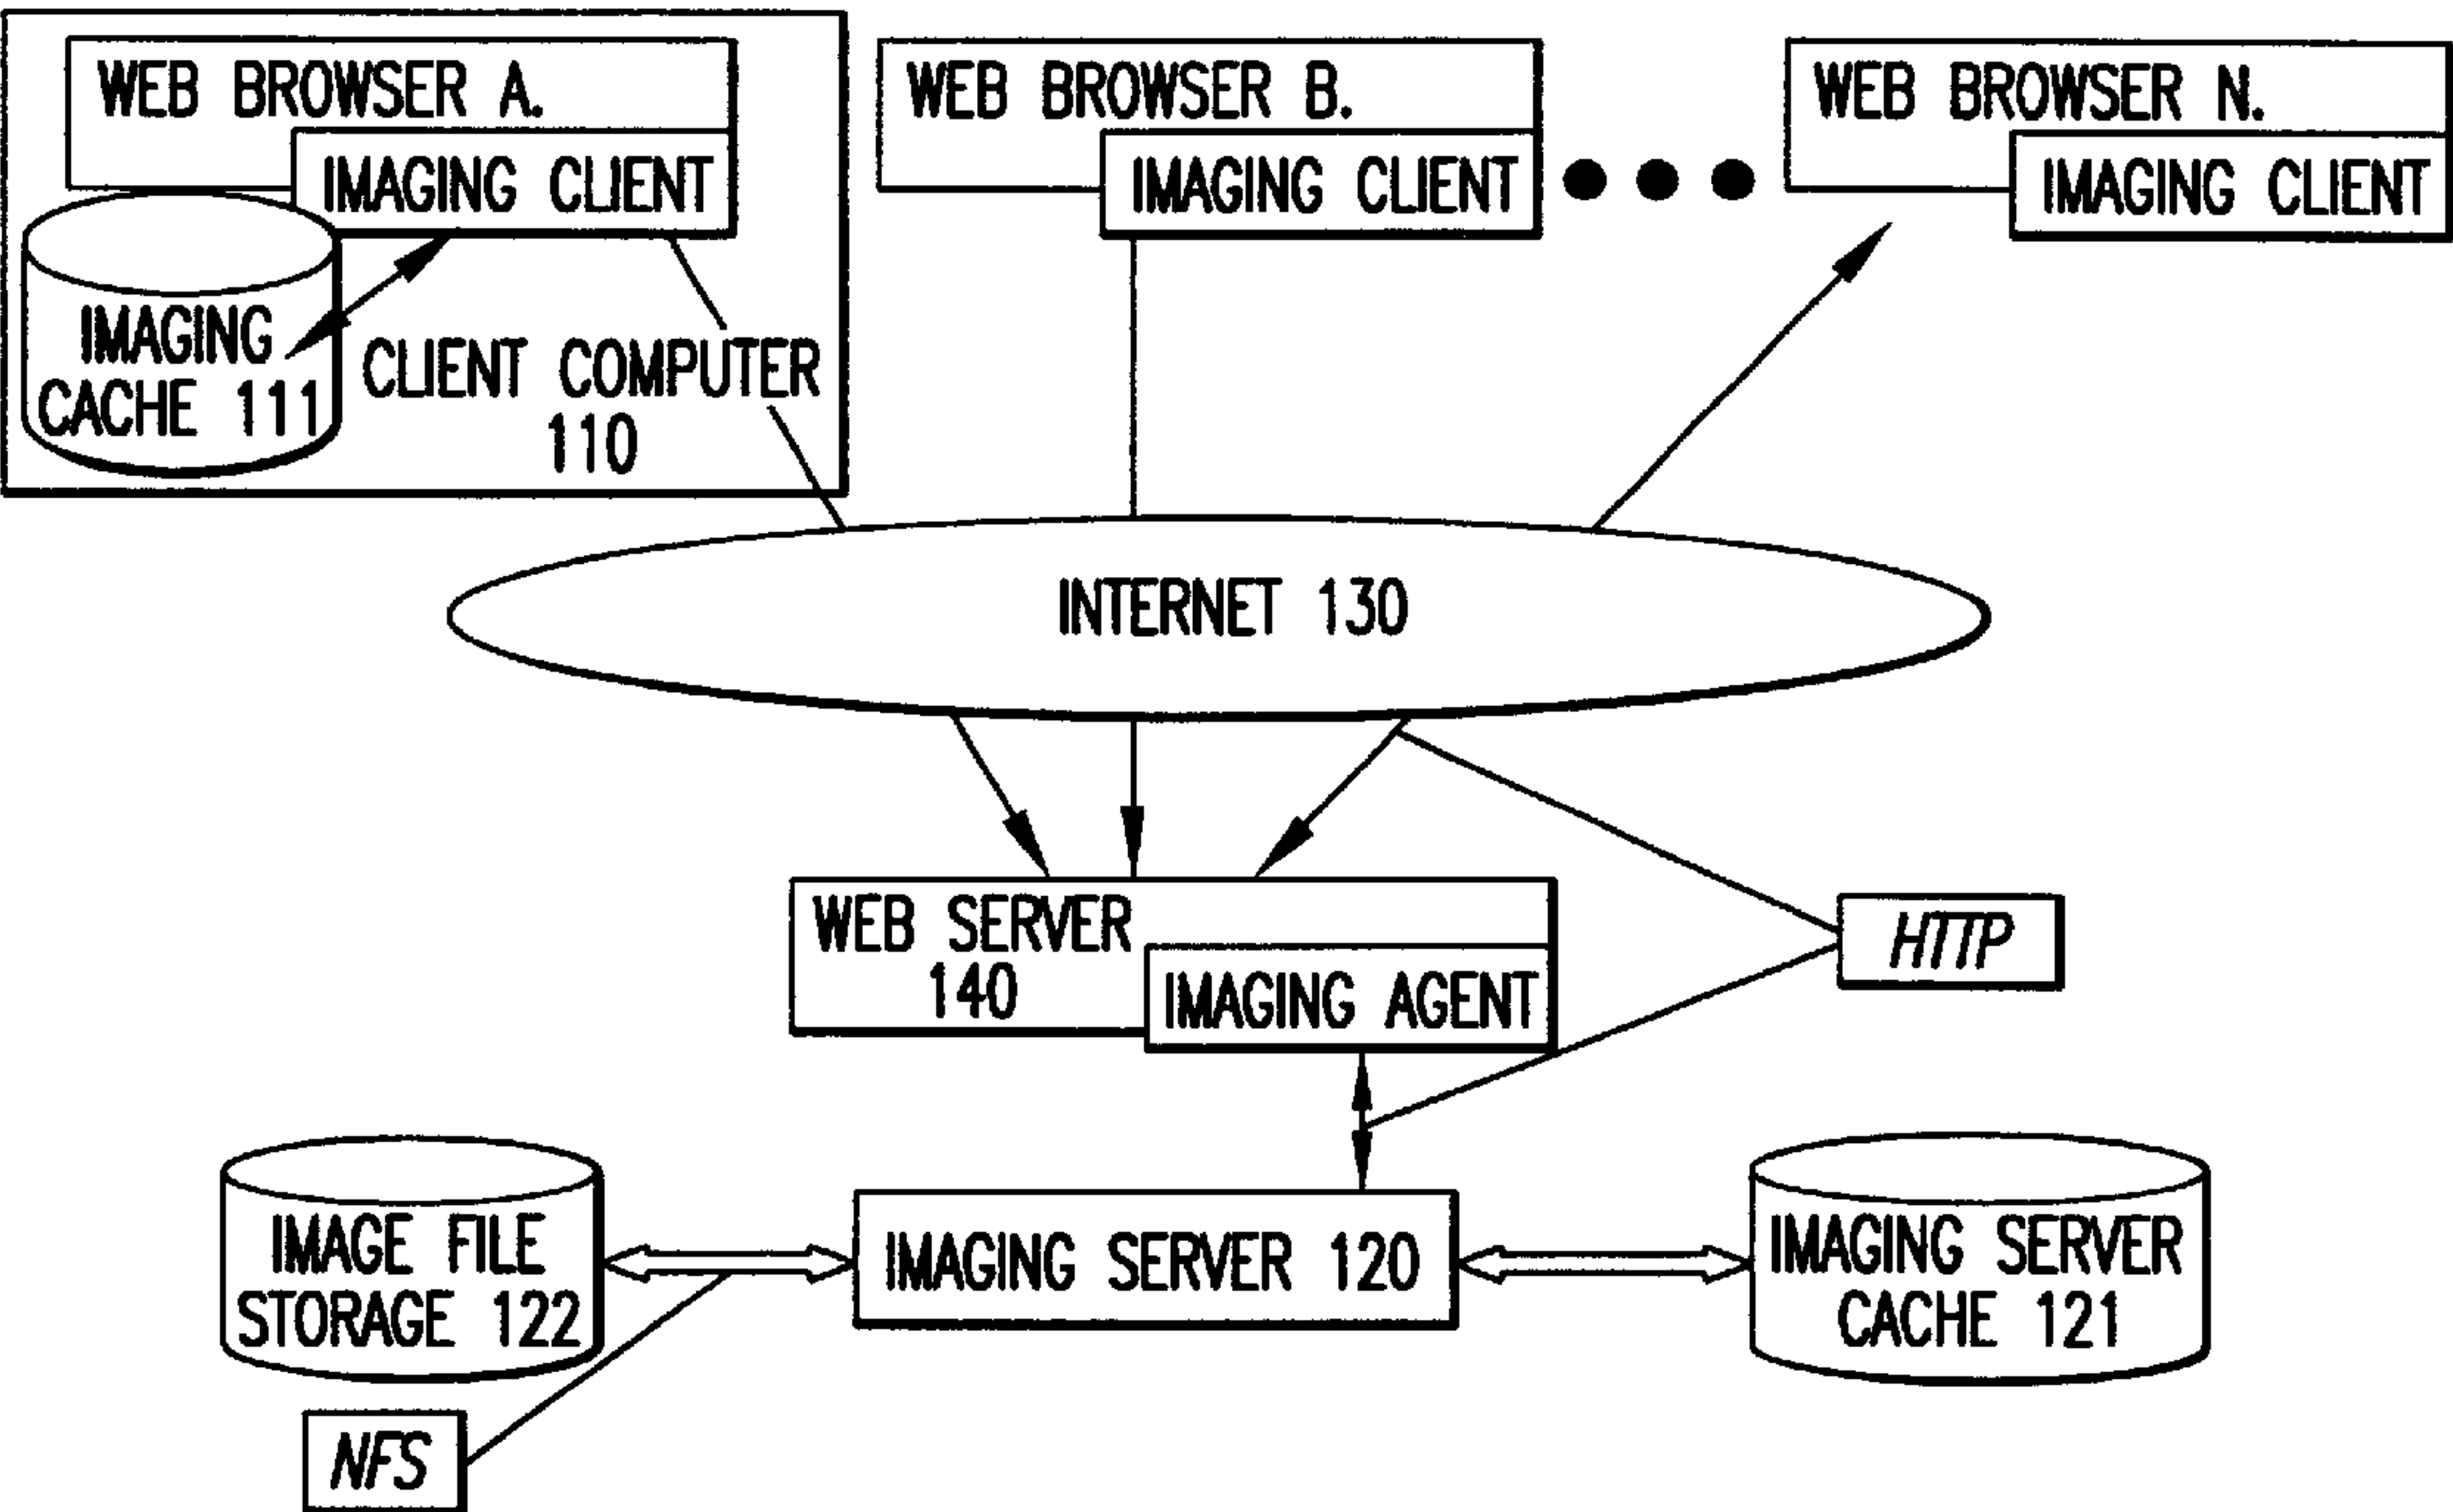 WEB BROWSER A.
IMAGING CLIENT
IMAGING
CACHE 111
CLIENT COMPUTER
110
WEB BROWSER B.
IMAGING CLIENT
WEB BROWSER N.
IMAGING CLIENT
INTERNET 130
WEB SERVER
140
IMAGING AGENT
HTTP
IMAGE FILE
STORAGE 122
IMAGING SERVER 120
IMAGING SERVER
CACHE 121
NFS